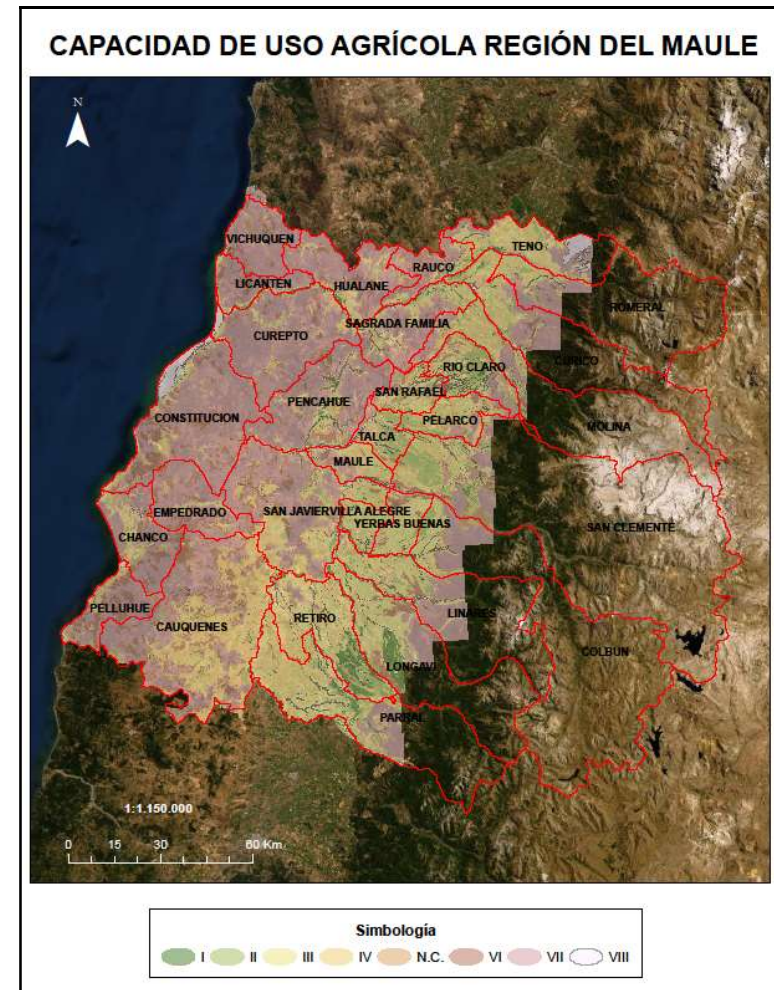 CAPACIDAD DE USO AGRÍCOLA REGIÓN DEL MAULE
N
VICHUQUEN
TENO
RAUCO
LICANTEN
HUALANE
ROMERAL
SAGRADA FAMILIA
CUREPTO
CURICO
RIO CLARO
SAN RAFAEL
PENCAHUE
CONSTITUCION
PELARCO
MOLINA
TALCA
MAULE
EMPEDRADO
SAN JAVIER
VILLA ALEGRE
YERBAS BUENAS
SAN CLEMENTE
CHANCO
PELLUHUE
RETIRO
LINARES
CAUQUENES
COLBUN
LONGAVI
PARRAL
1:1.150.000
0 15 30 60 Km
Simbología
I II III IV N.C. VI VII VIII